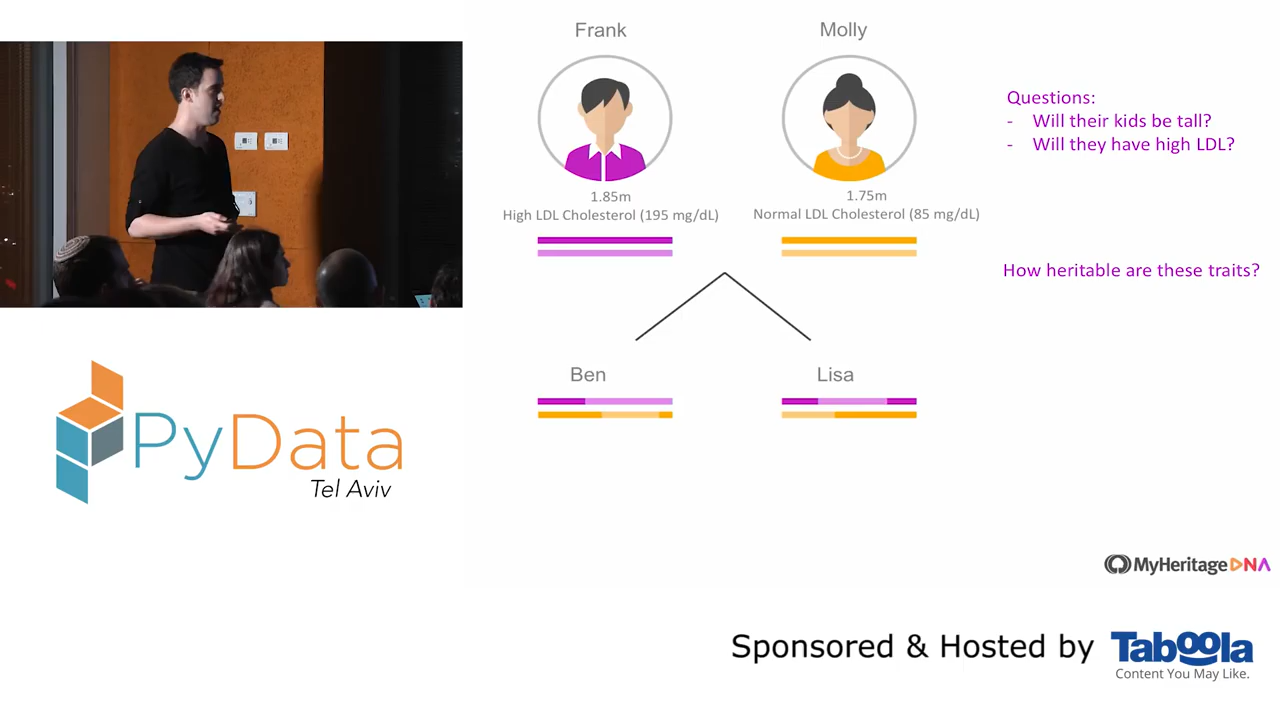 Frank
Molly
1.85m
High LDL Cholesterol (195 mg/dL)
1.75m
Normal LDL Cholesterol (85 mg/dL)
Questions:
- Will their kids be tall?
- Will they have high LDL?
How heritable are these traits?
Ben
Lisa
PyData
Tel Aviv
MyHeritage DNA
Sponsored & Hosted by Taboola
Content You May Like.